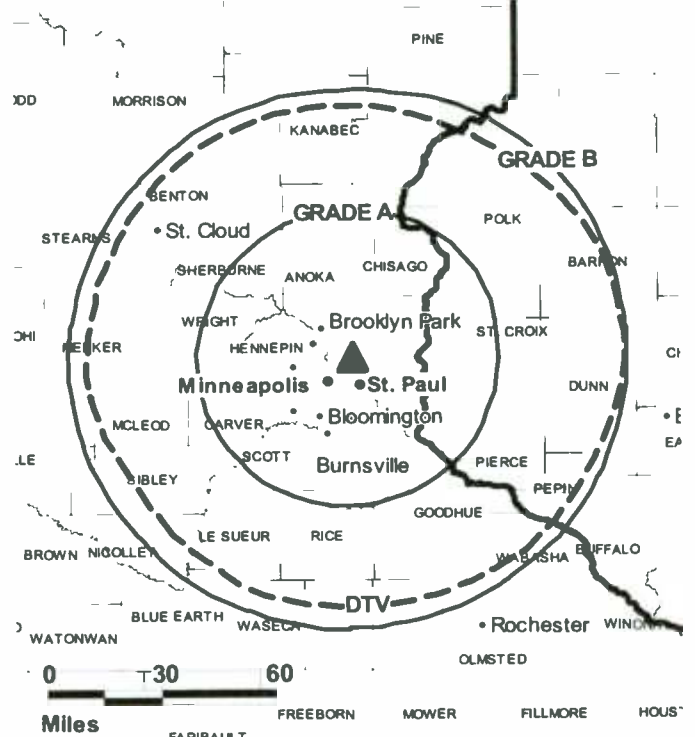 PINE
MORRISON
KANABEC
GRADE B
BENTON
GRADE A
POLK
St. Cloud
STEARNS
BARRON
SHERBURNE
ANOKA
CHISAGO
WRIGHT
Brooklyn Park
ST. CROIX
HENNEPIN
MEEKER
Minneapolis
St. Paul
DUNN
MCLEOD
CARVER
Bloomington
SCOTT
Burnsville
PIERCE
SIBLEY
PEPIN
GOODHUE
LE SUEUR
RICE
BROWN
NICOLLET
WABASHA
BUFFALO
DTV
BLUE EARTH
WASECA
Rochester
WINONA
WATONWAN
OLMSTED
0 30 60
Miles
FREEBORN
MOWER
FILLMORE
FARIBAULT